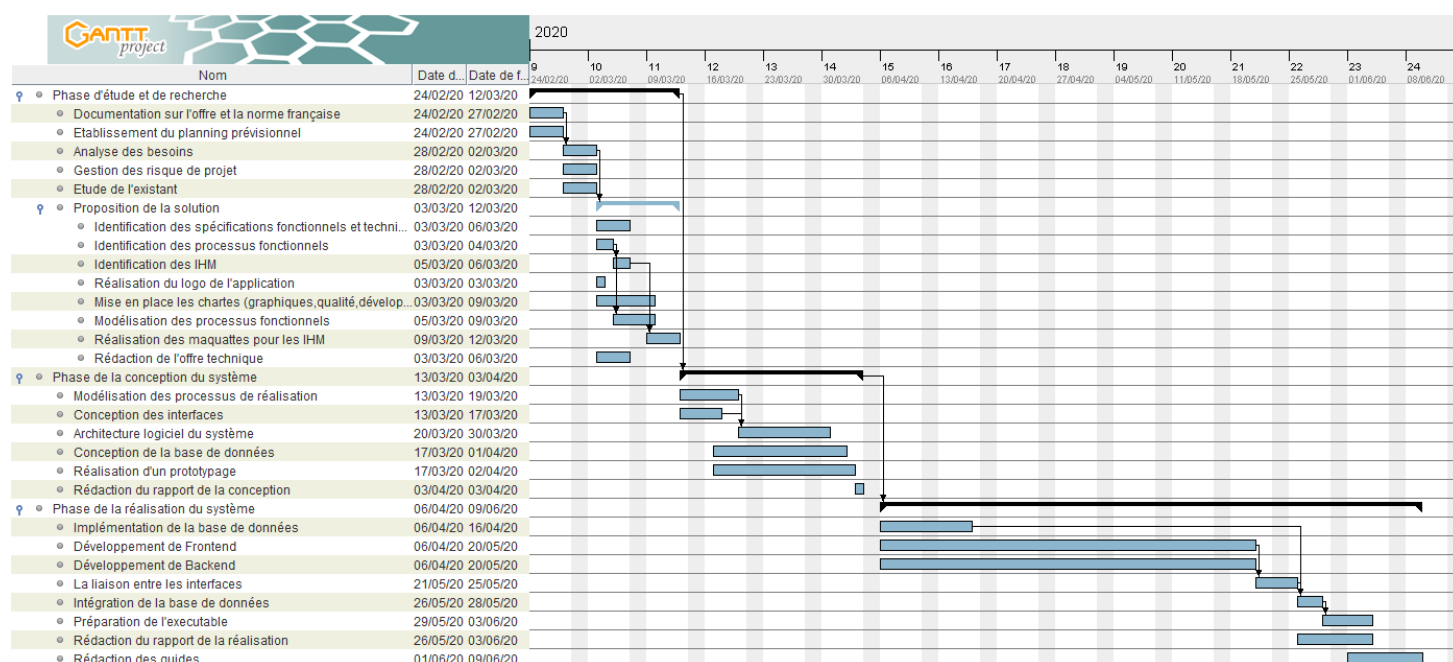 GANTT
project
2020
Nom Date d... Date de f...
9 10 11 12 13 14 15 16 17 18 19 20 21 22 23 24
24/02/20 02/03/20 09/03/20 16/03/20 23/03/20 30/03/20 06/04/20 13/04/20 20/04/20 27/04/20 04/05/20 11/05/20 18/05/20 25/05/20 01/06/20 08/06/20
Phase d'étude et de recherche 24/02/20 12/03/20
Documentation sur l'offre et la norme française 24/02/20 27/02/20
Etablissement du planning prévisionnel 24/02/20 27/02/20
Analyse des besoins 28/02/20 02/03/20
Gestion des risque de projet 28/02/20 02/03/20
Etude de l'existant 28/02/20 02/03/20
Proposition de la solution 03/03/20 12/03/20
Identification des spécifications fonctionnels et techni... 03/03/20 06/03/20
Identification des processus fonctionnels 03/03/20 04/03/20
Identification des IHM 05/03/20 06/03/20
Réalisation du logo de l'application 03/03/20 03/03/20
Mise en place les chartes (graphiques,qualité,dévelop... 03/03/20 09/03/20
Modélisation des processus fonctionnels 05/03/20 09/03/20
Réalisation des maquattes pour les IHM 09/03/20 12/03/20
Rédaction de l'offre technique 03/03/20 06/03/20
Phase de la conception du système 13/03/20 03/04/20
Modélisation des processus de réalisation 13/03/20 19/03/20
Conception des interfaces 13/03/20 17/03/20
Architecture logiciel du système 20/03/20 30/03/20
Conception de la base de données 17/03/20 01/04/20
Réalisation d'un prototypage 17/03/20 02/04/20
Rédaction du rapport de la conception 03/04/20 03/04/20
Phase de la réalisation du système 06/04/20 09/06/20
Implémentation de la base de données 06/04/20 16/04/20
Développement de Frontend 06/04/20 20/05/20
Développement de Backend 06/04/20 20/05/20
La liaison entre les interfaces 21/05/20 25/05/20
Intégration de la base de données 26/05/20 28/05/20
Préparation de l'executable 29/05/20 03/06/20
Rédaction du rapport de la réalisation 26/05/20 03/06/20
Rédaction des guides 01/06/20 09/06/20